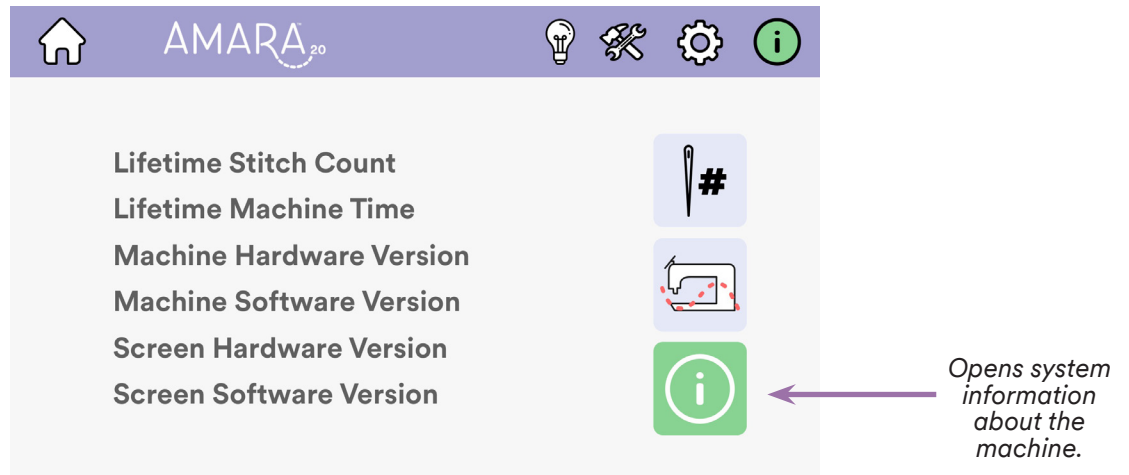 AMARA™ 20
Lifetime Stitch Count
#
Lifetime Machine Time
Machine Hardware Version
Machine Software Version
Screen Hardware Version
Screen Software Version
Opens system
information
about the
machine.